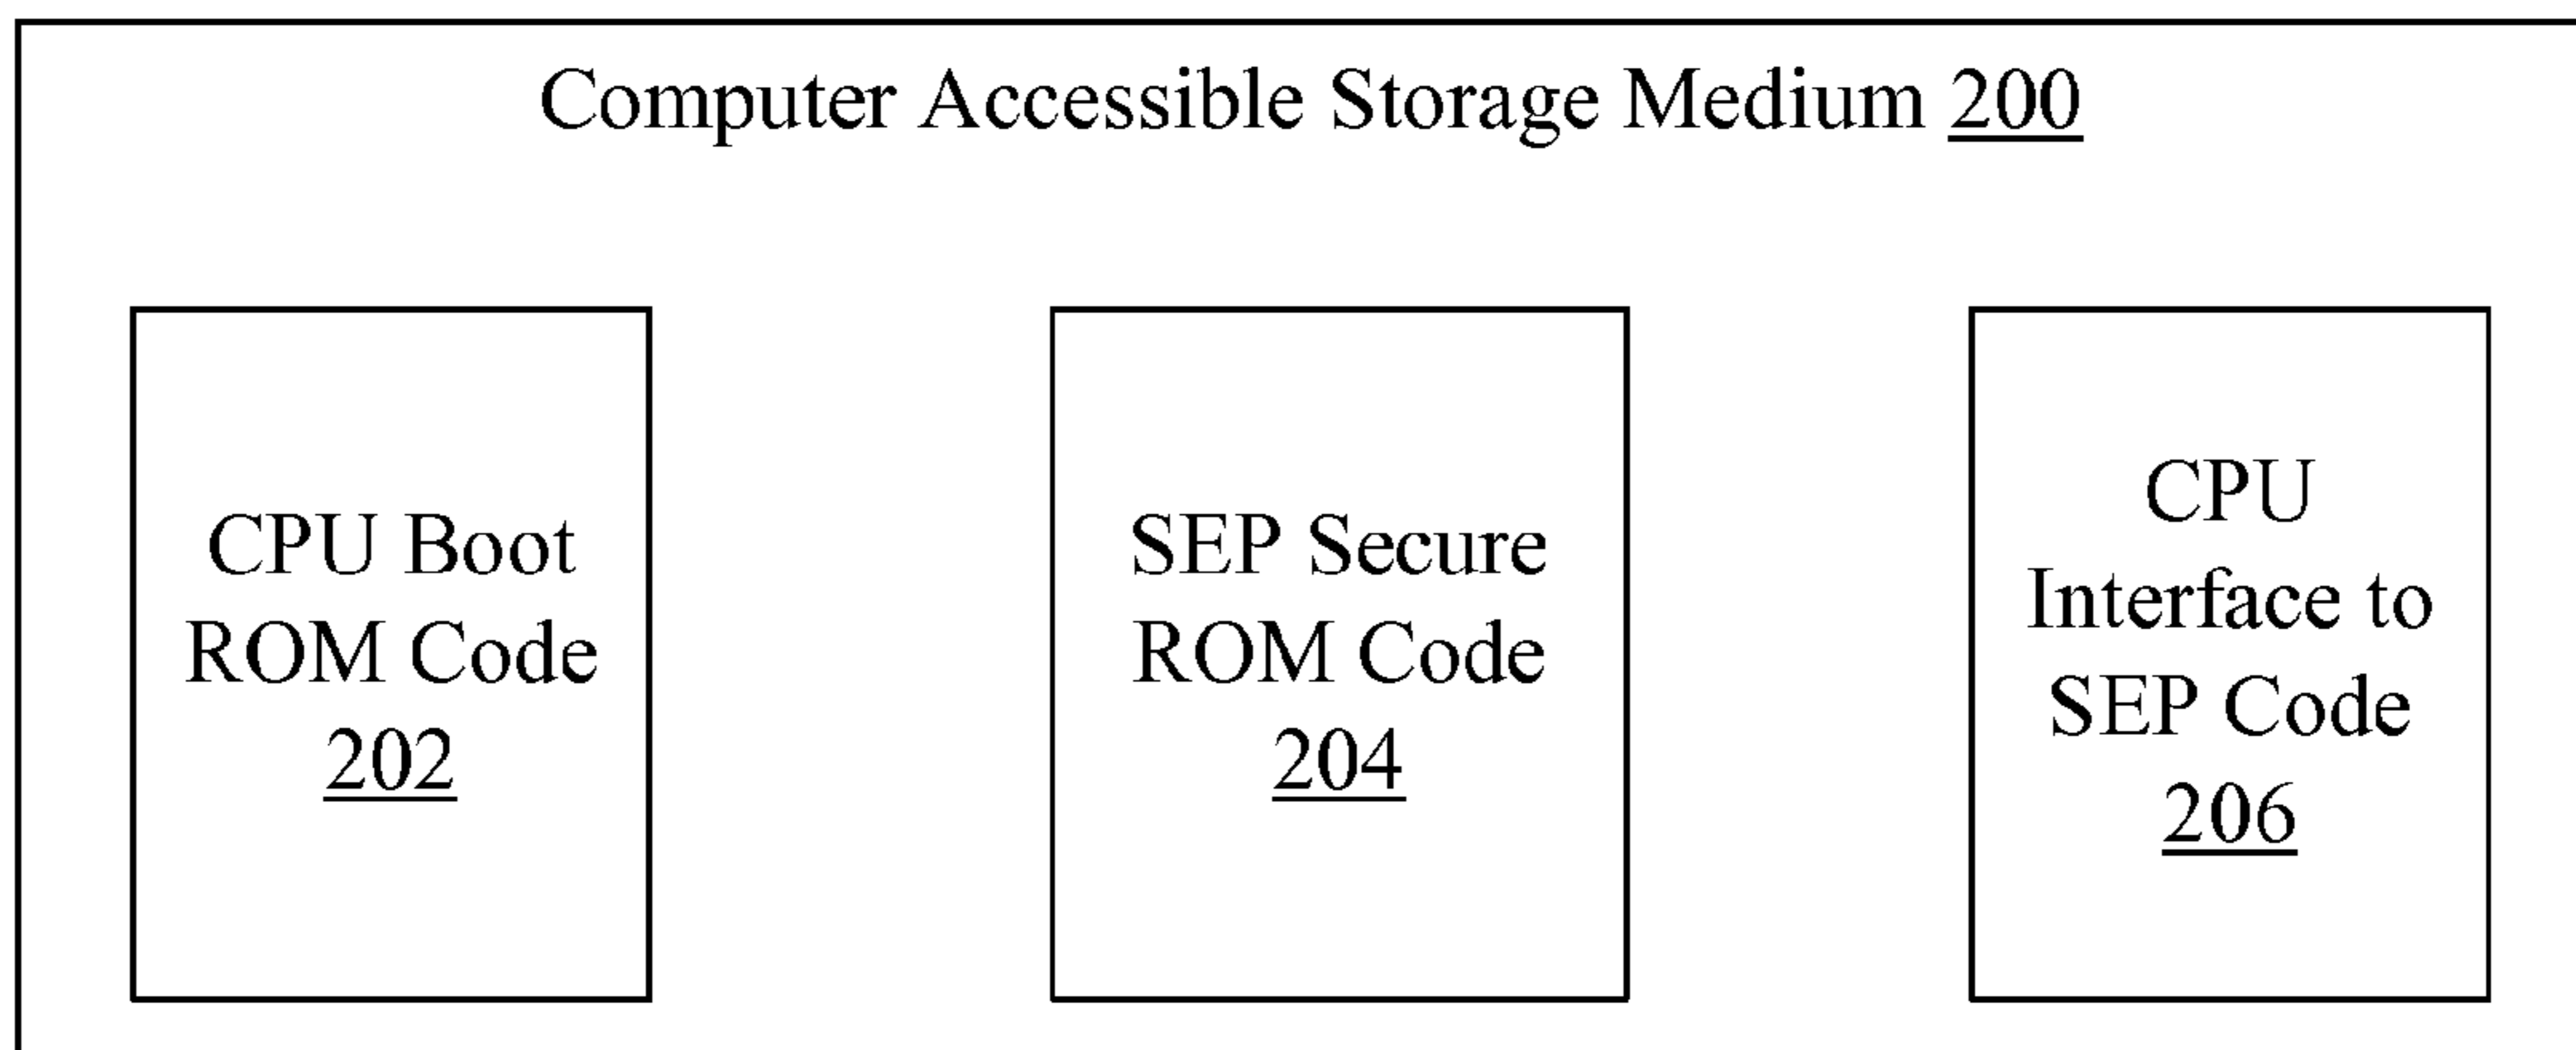 Computer Accessible Storage Medium 200
CPU Boot
ROM Code
202
SEP Secure
ROM Code
204
CPU
Interface to
SEP Code
206